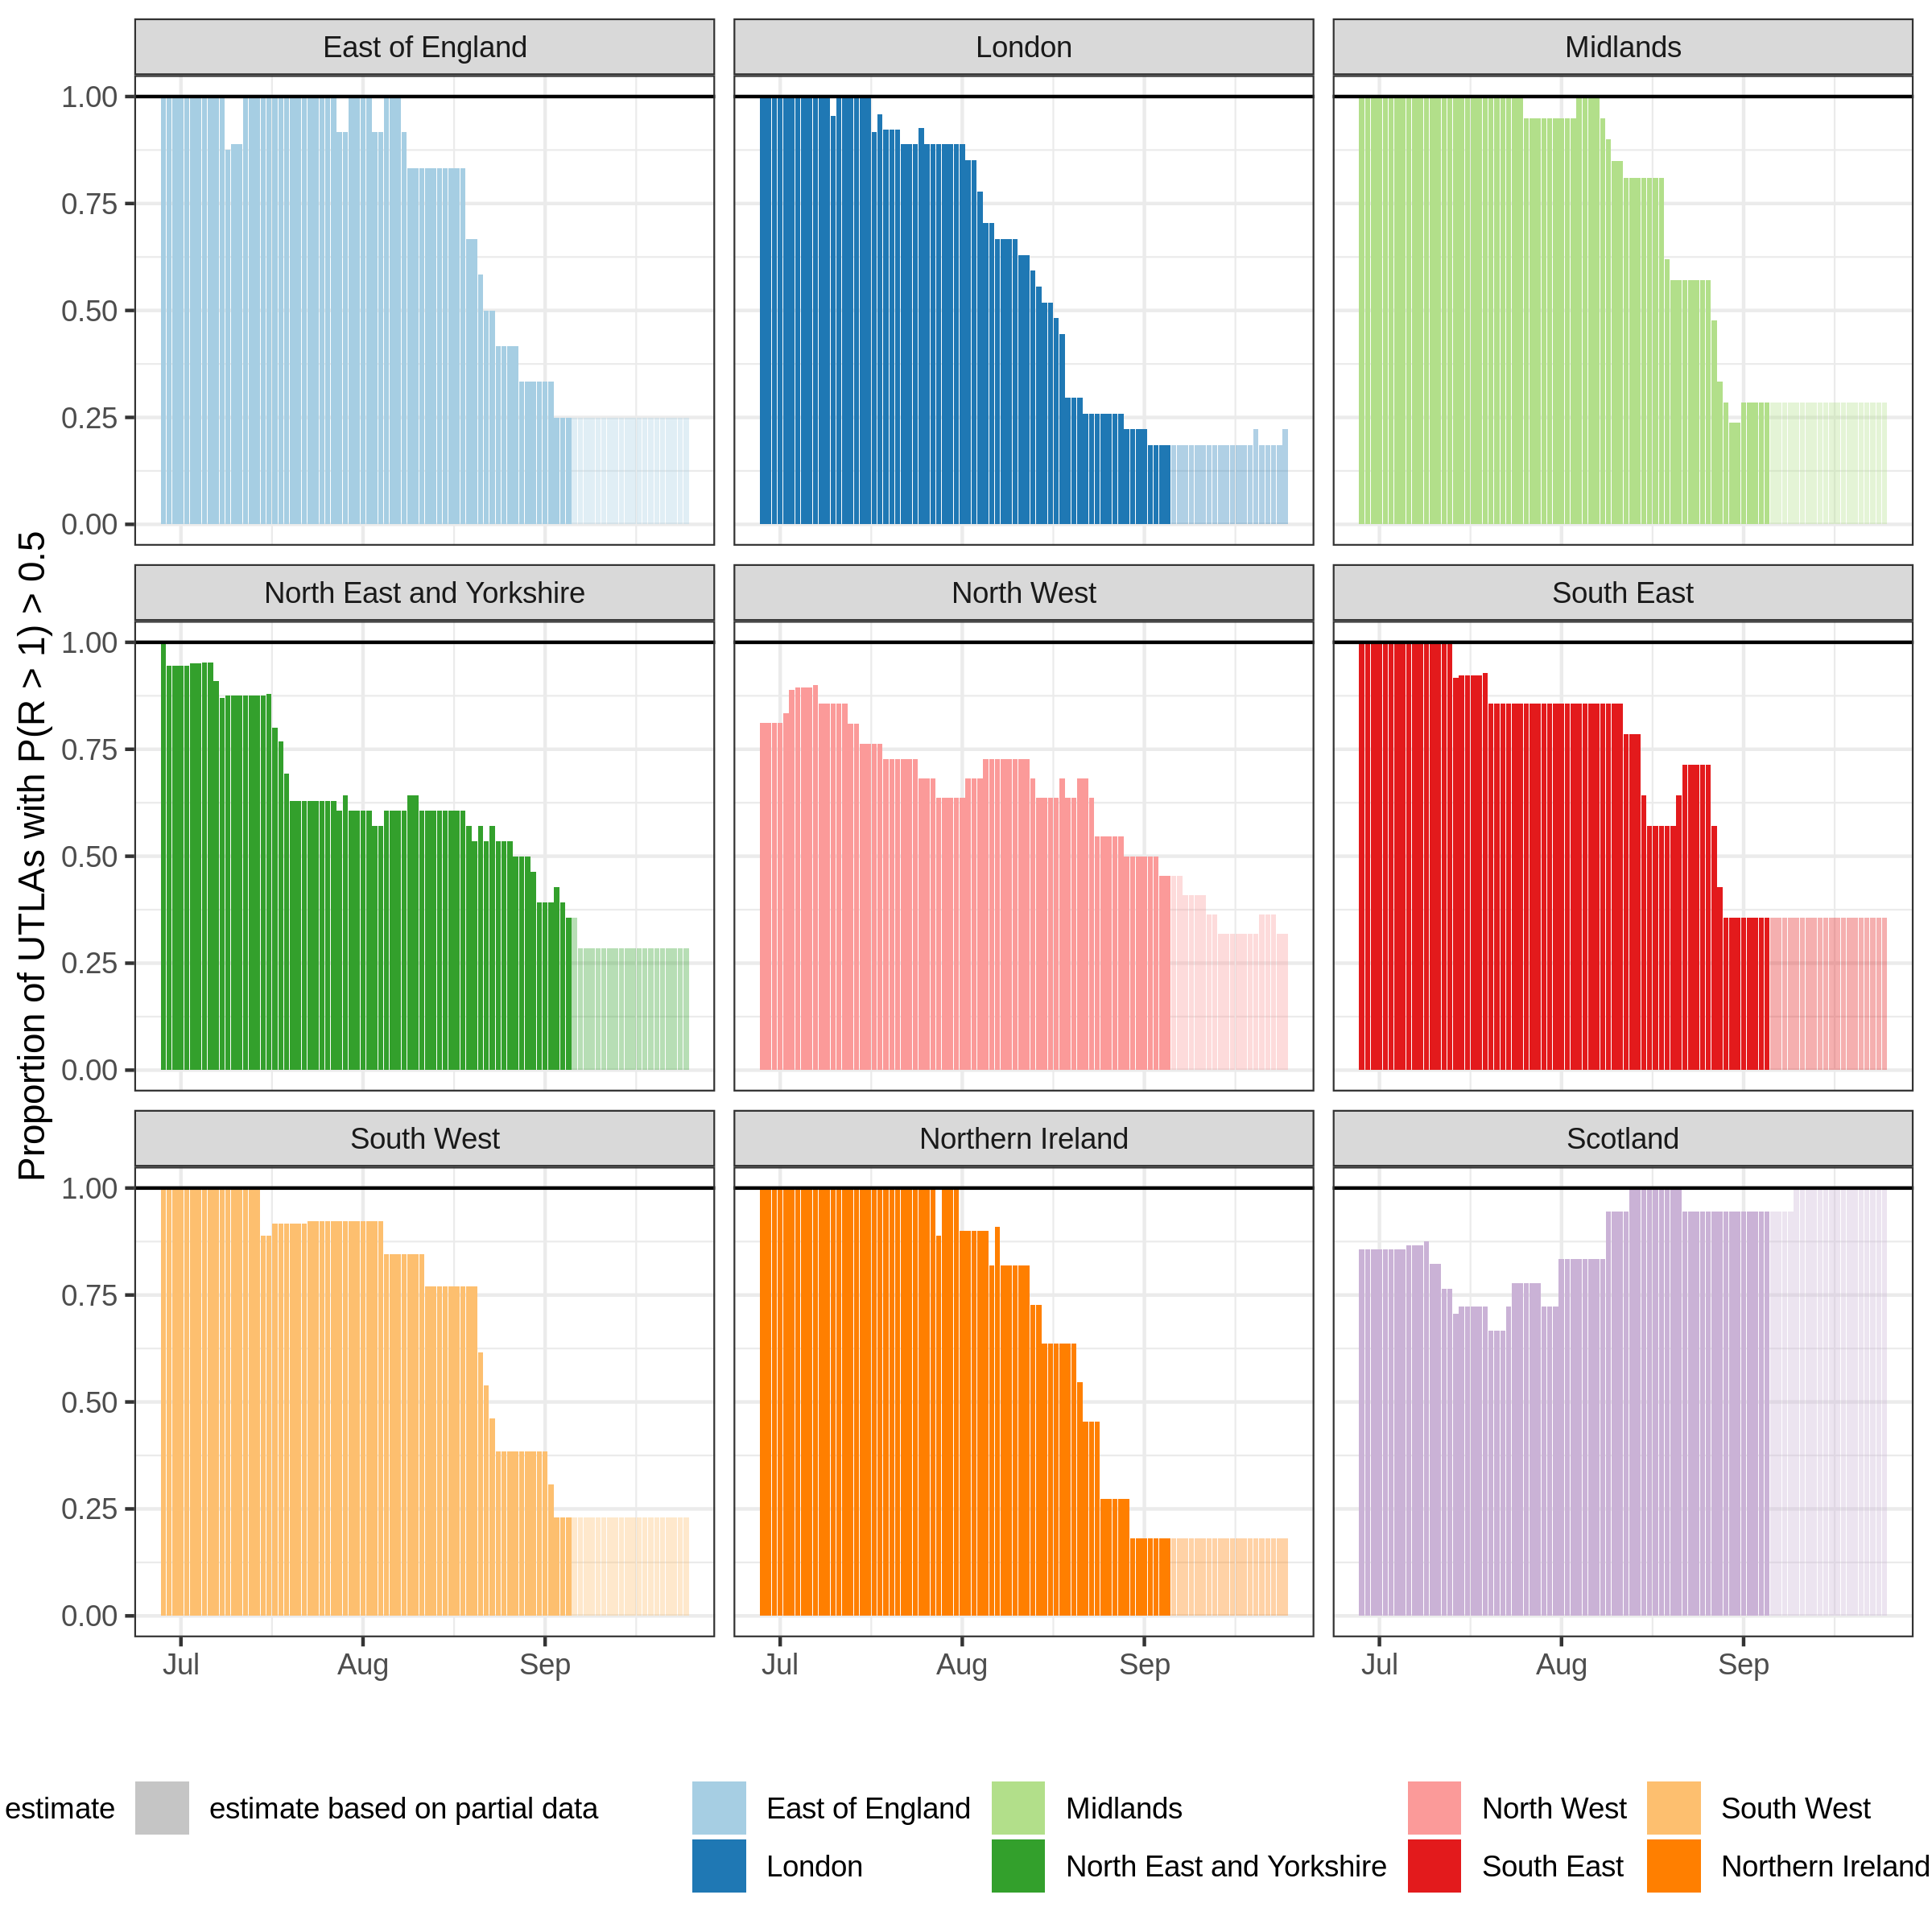 East of England
London
Midlands
1.00
0.75
0.50
0.25
0.00
North East and Yorkshire
North West
South East
1.00
0.75
0.50
0.25
0.00
South West
Northern Ireland
Scotland
1.00
0.75
0.50
0.25
0.00
Jul Aug Sep
Jul Aug Sep
Jul Aug Sep
Proportion of UTLAs with P(R > 1) > 0.5
estimate estimate based on partial data
East of England Midlands North West South West
London North East and Yorkshire South East Northern Ireland